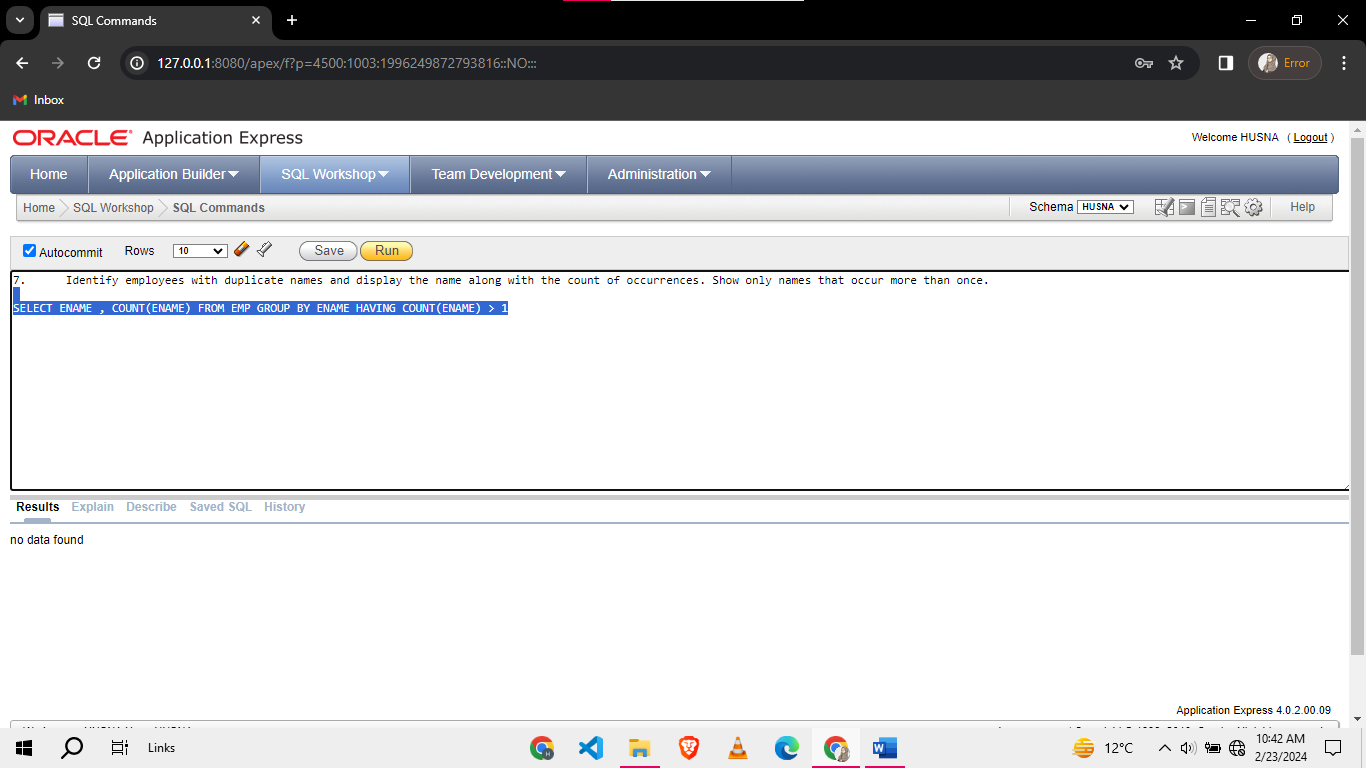 SQL Commands
127.0.0.1:8080/apex/f?p=4500:1003:1996249872793816::NO:::
Error
Inbox
ORACLE Application Express
Welcome HUSNA ( Logout )
Home Application Builder SQL Workshop Team Development Administration
Home SQL Workshop SQL Commands Schema HUSNA Help
Autocommit Rows 10 Save Run
7. Identify employees with duplicate names and display the name along with the count of occurrences. Show only names that occur more than once.
SELECT ENAME , COUNT(ENAME) FROM EMP GROUP BY ENAME HAVING COUNT(ENAME) > 1
Results Explain Describe Saved SQL History
no data found
Application Express 4.0.2.00.09
Links
12°C
10:42 AM
2/23/2024